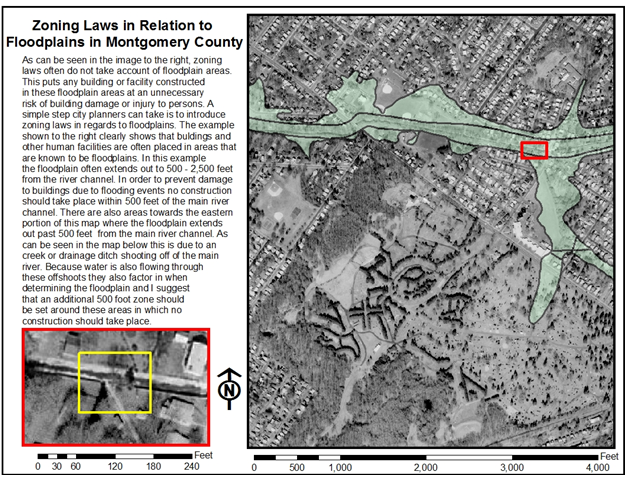 Zoning Laws in Relation to
Floodplains in Montgomery County
As can be seen in the image to the right, zoning
laws often do not take account of floodplain areas.
This puts any building or facility constructed
in these floodplain areas at an unnecessary
risk of building damage or injury to persons. A
simple step city planners can take is to introduce
zoning laws in regards to floodplains. The example
shown to the right clearly shows that buldings and
other human facilities are often placed in areas that
are known to be floodplains. In this example
the floodplain often extends out to 500 - 2,500 feet
from the river channel. In order to prevent damage
to buildings due to flooding events no construction
should take place within 500 feet of the main river
channel. There are also areas towards the eastern
portion of this map where the floodplain extends
out past 500 feet from the main river channel. As
can be seen in the map below this is due to an
creek or drainage ditch shooting off of the main
river. Because water is also flowing through
these offshoots they also factor in when
determining the floodplain and I suggest
that an additional 500 foot zone should
be set around these areas in which no
construction should take place.
N
Feet
0 30 60 120 180 240
Feet
0 500 1,000 2,000 3,000 4,000